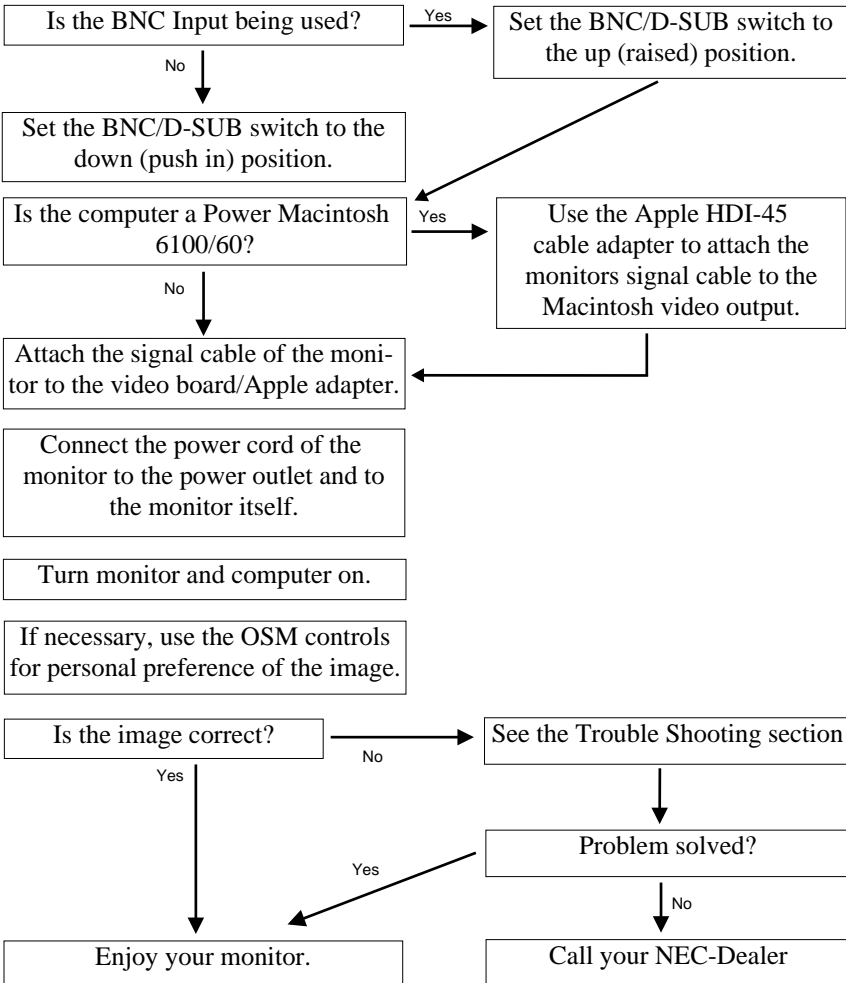 Is the BNC Input being used?
Yes
Set the BNC/D-SUB switch to
the up (raised) position.
No
Set the BNC/D-SUB switch to the
down (push in) position.
Is the computer a Power Macintosh
6100/60?
Yes
Use the Apple HDI-45
cable adapter to attach the
monitors signal cable to the
Macintosh video output.
No
Attach the signal cable of the moni-
tor to the video board/Apple adapter.
Connect the power cord of the
monitor to the power outlet and to
the monitor itself.
Turn monitor and computer on.
If necessary, use the OSM controls
for personal preference of the image.
Is the image correct?
No
See the Trouble Shooting section
Yes
Problem solved?
Yes
No
Enjoy your monitor.
Call your NEC-Dealer